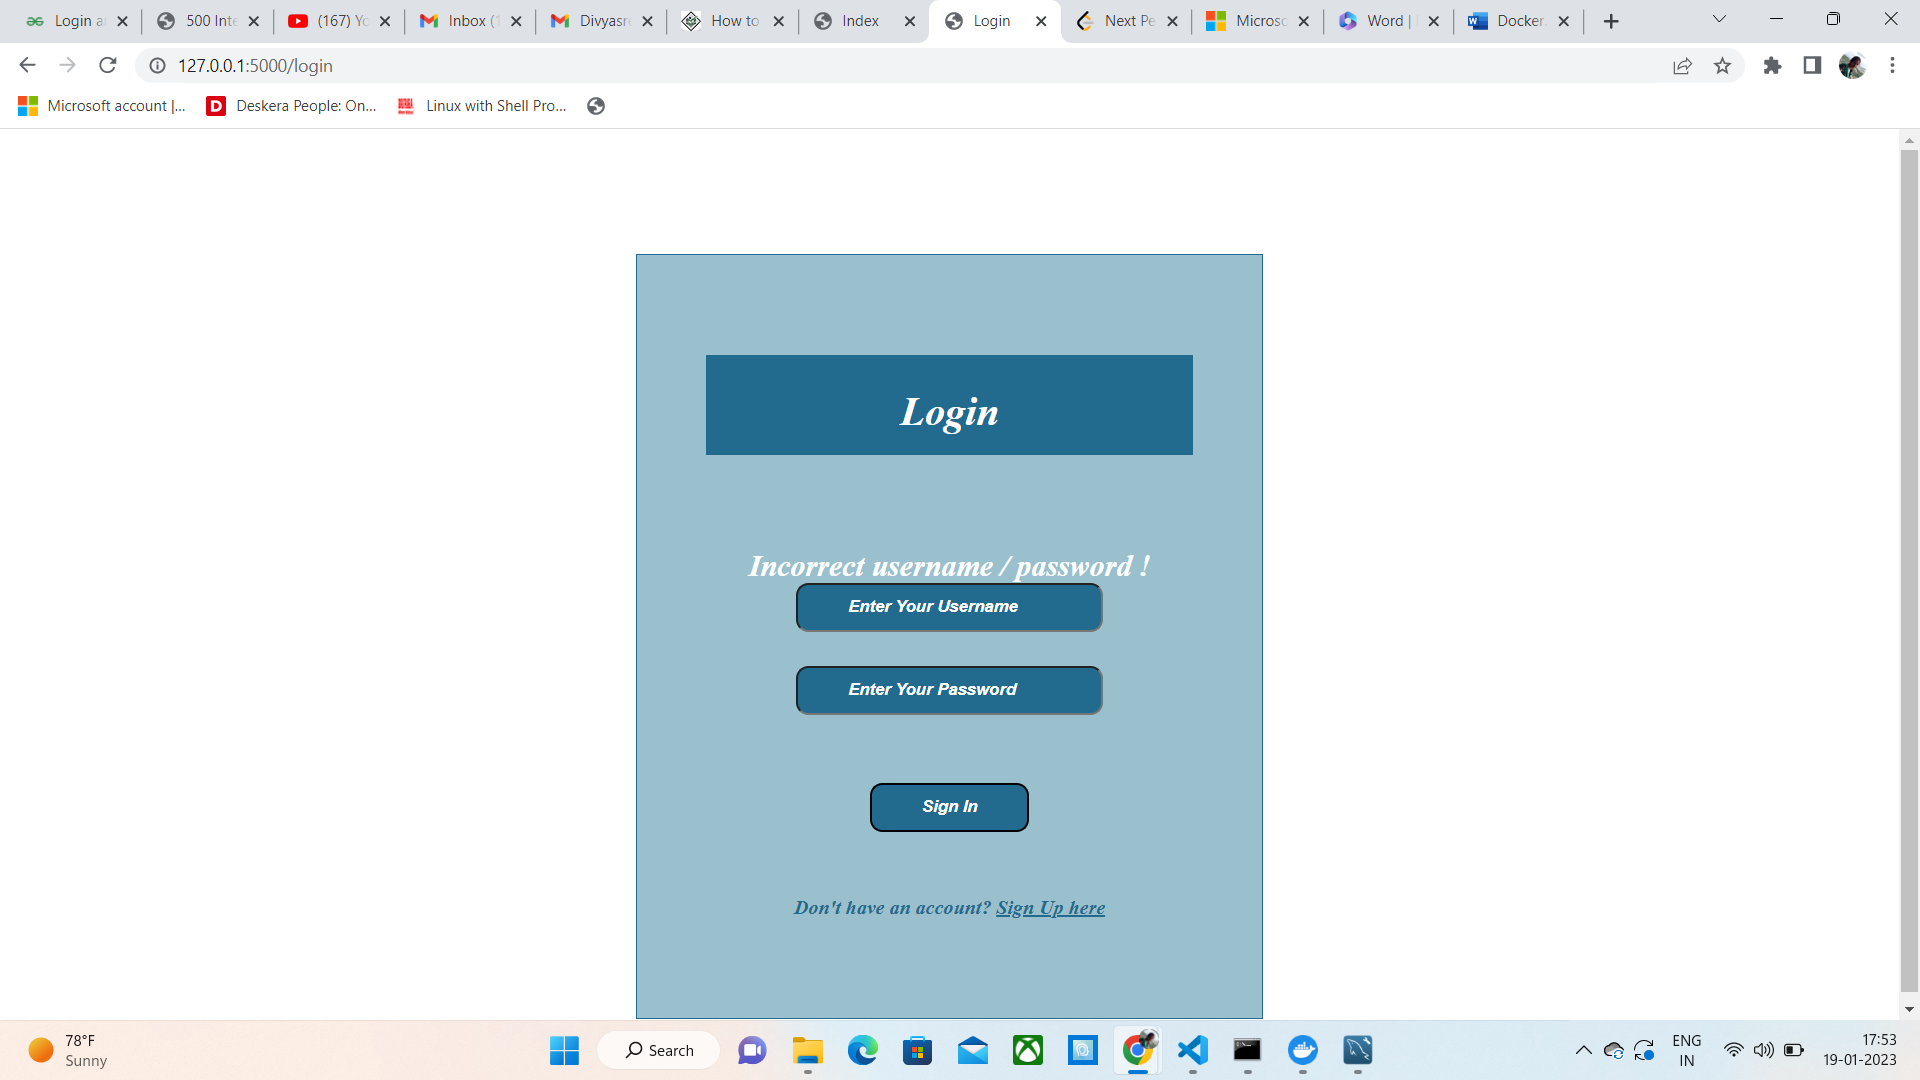 Login a
500 Inte
(167) Yo
Inbox (1
Divyasre
How to
Index
Login
Next Pe
Microsc
Word |
Docker.
127.0.0.1:5000/login
Microsoft account |...
Deskera People: On...
Linux with Shell Pro...
Login
Incorrect username / password !
Enter Your Username
Enter Your Password
Sign In
Don't have an account? Sign Up here
78°F
Sunny
Search
ENG
IN
17:53
19-01-2023